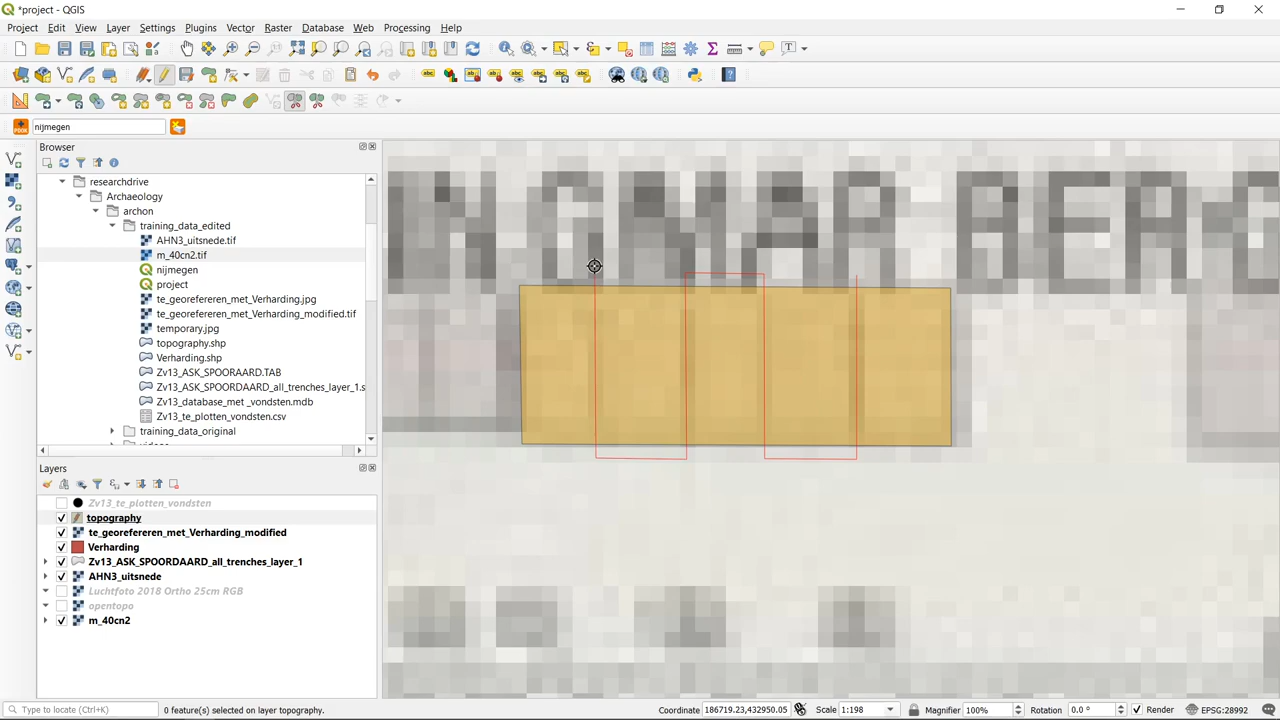 *project — QGIS
Project Edit View Layer Settings Plugins Vector Raster Database Web Processing Help
nijmegen
Browser
researchdrive
Archaeology
archon
training_data_edited
AHN3_uitsnede.tif
m_40cn2.tif
nijmegen
project
te_georefereren_met_Verharding.jpg
te_georefereren_met_Verharding_modified.tif
temporary.jpg
topography.shp
Verharding.shp
Zv13_ASK_SPOORAARD.TAB
Zv13_ASK_SPOORDAARD_all_trenches_layer_1.s
Zv13_database_met _vondsten.mdb
Zv13_te_plotten_vondsten.csv
training_data_original
Layers
Zv13_te_plotten_vondsten
topography
te_georefereren_met_Verharding_modified
Verharding
Zv13_ASK_SPOORDAARD_all_trenches_layer_1
AHN3_uitsnede
Luchtfoto 2018 Ortho 25cm RGB
opentopo
m_40cn2
Type to locate (Ctrl+K) 0 feature(s) selected on layer topography. Coordinate 186719.23,432950.05 Scale 1:198 Magnifier 100% Rotation 0.0 ° Render EPSG:28992